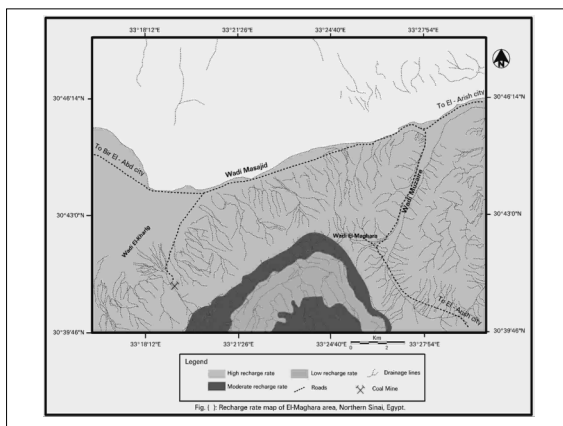 33°18'12"E 33°21'26"E 33°24'40"E 33°27'54"E
N
30°46'14"N 30°46'14"N
To El - Arish city
To Bir El - Abd city
Wadi Masajid
Wadi Mazara
30°43'0"N 30°43'0"N
Wadi El-Maghara
Wadi El-Kharig
To El - Arish city
30°39'46"N 30°39'46"N
33°18'12"E 33°21'26"E 33°24'40"E 33°27'54"E
Km
0 2
Legend
High recharge rate Low recharge rate Drainage lines
Moderate recharge rate Roads Coal Mine
Fig. ( ): Recharge rate map of El-Maghara area, Northern Sinai, Egypt.